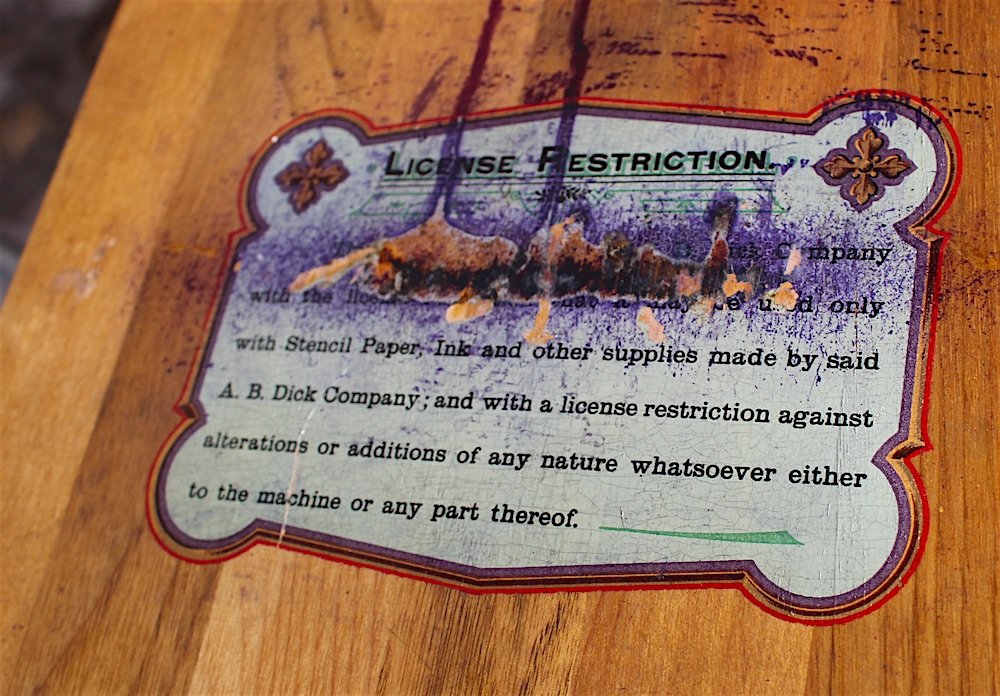 LICENSE RESTRICTION.
Company
with the only
with Stencil Paper, Ink and other supplies made by said
A. B. Dick Company; and with a license restriction against
alterations or additions of any nature whatsoever either
to the machine or any part thereof.